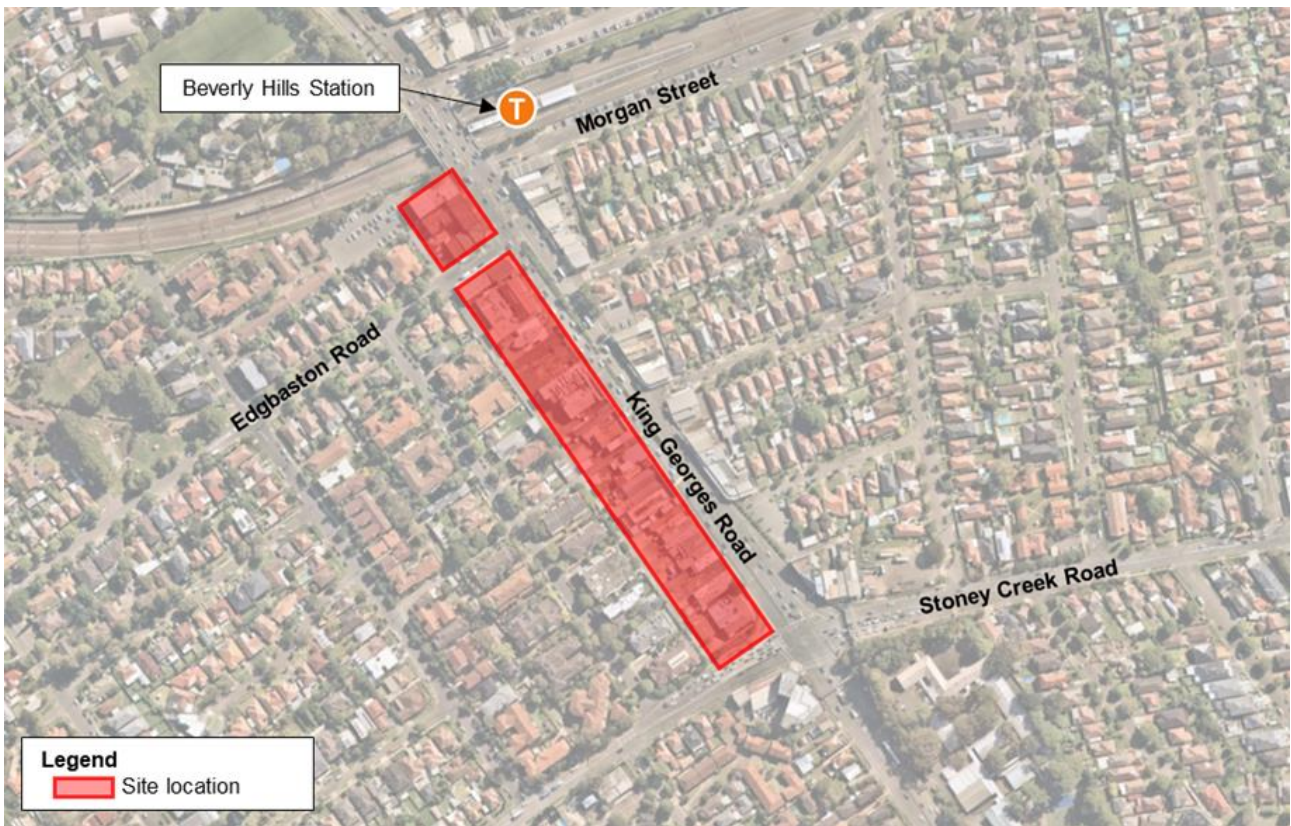 Beverly Hills Station
T
Morgan Street
Edgbaston Road
King Georges Road
Stoney Creek Road
Legend
Site location